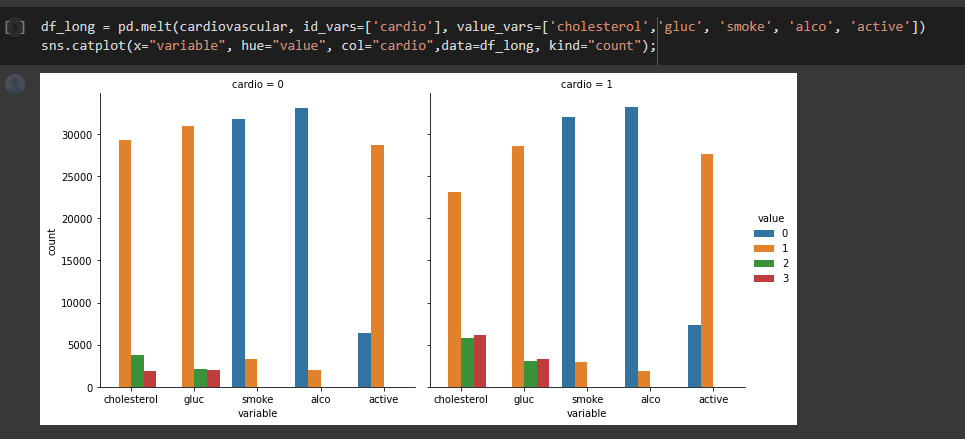 df_long = pd.melt(cardiovascular, id_vars=['cardio'], value_vars=['cholesterol','gluc', 'smoke', 'alco', 'active'])
sns.catplot(x="variable", hue="value", col="cardio",data=df_long, kind="count");
cardio = 0
cardio = 1
30000
25000
20000
15000
10000
5000
0
count
cholesterol gluc smoke alco active
variable
cholesterol gluc smoke alco active
variable
value
0
1
2
3